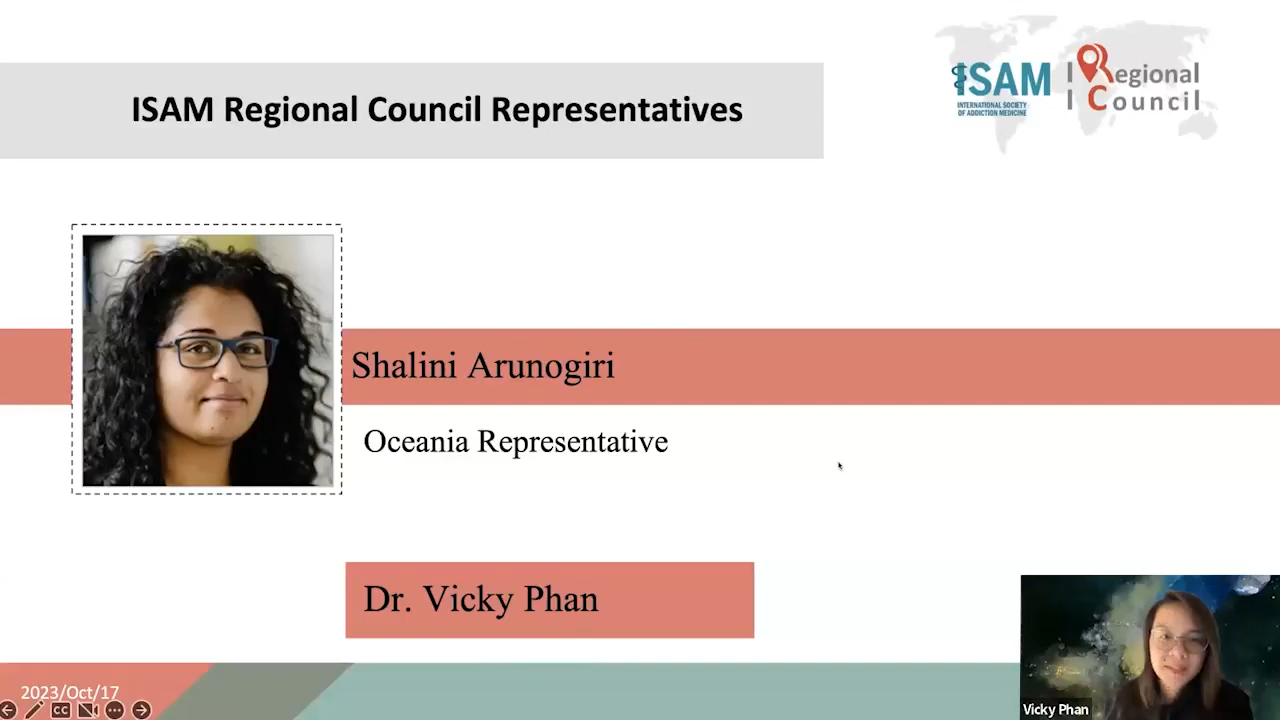 ISAM Regional Council Representatives
ISAM
INTERNATIONAL SOCIETY
OF ADDICTION MEDICINE
Regional
Council
Shalini Arunogiri
Oceania Representative
Dr. Vicky Phan
2023/Oct/17
CC
Vicky Phan